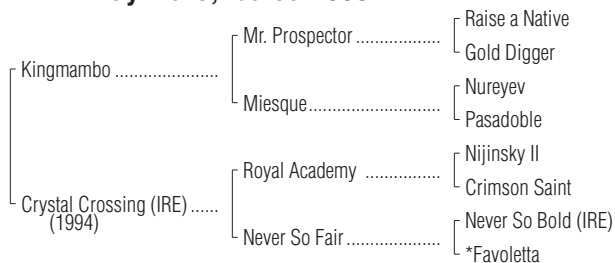 Raise a Native
Mr. Prospector ...................
Gold Digger
Kingmambo .......................
Nureyev
Miesque.............................
Pasadoble
Nijinsky II
Royal Academy .................
Crimson Saint
Crystal Crossing (IRE) ......
(1994)
Never So Bold (IRE)
Never So Fair.....................
*Favoletta